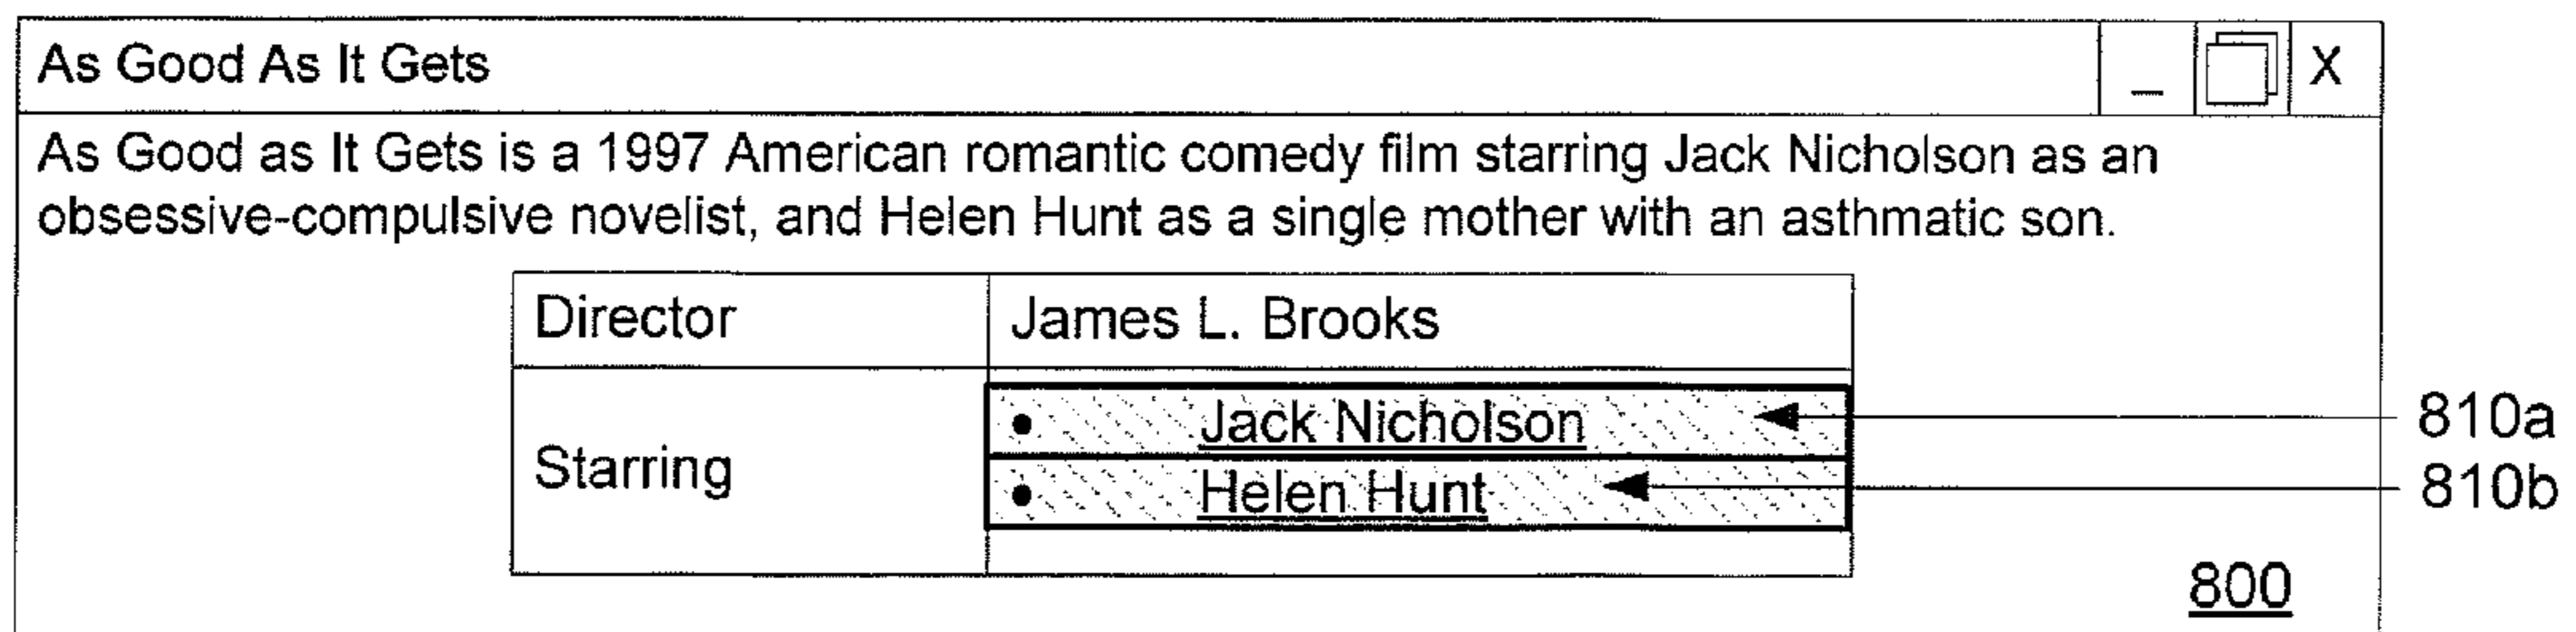 As Good As It Gets _ X
As Good as It Gets is a 1997 American romantic comedy film starring Jack Nicholson as an
obsessive-compulsive novelist, and Helen Hunt as a single mother with an asthmatic son.
Director James L. Brooks
Starring
• Jack Nicholson 810a
• Helen Hunt 810b
800